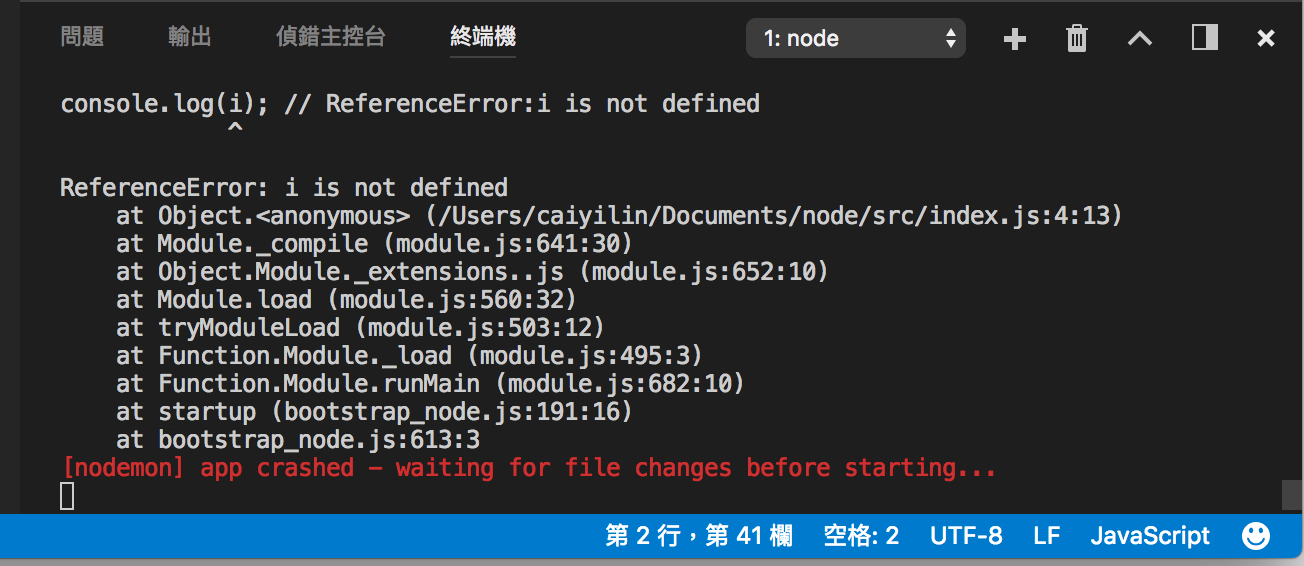 問題 輸出 偵錯主控台 終端機 1: node
console.log(i); // ReferenceError:i is not defined
^
ReferenceError: i is not defined
at Object.<anonymous> (/Users/caiyilin/Documents/node/src/index.js:4:13)
at Module._compile (module.js:641:30)
at Object.Module._extensions..js (module.js:652:10)
at Module.load (module.js:560:32)
at tryModuleLoad (module.js:503:12)
at Function.Module._load (module.js:495:3)
at Function.Module.runMain (module.js:682:10)
at startup (bootstrap_node.js:191:16)
at bootstrap_node.js:613:3
[nodemon] app crashed - waiting for file changes before starting...
第 2 行，第 41 欄 空格: 2 UTF-8 LF JavaScript